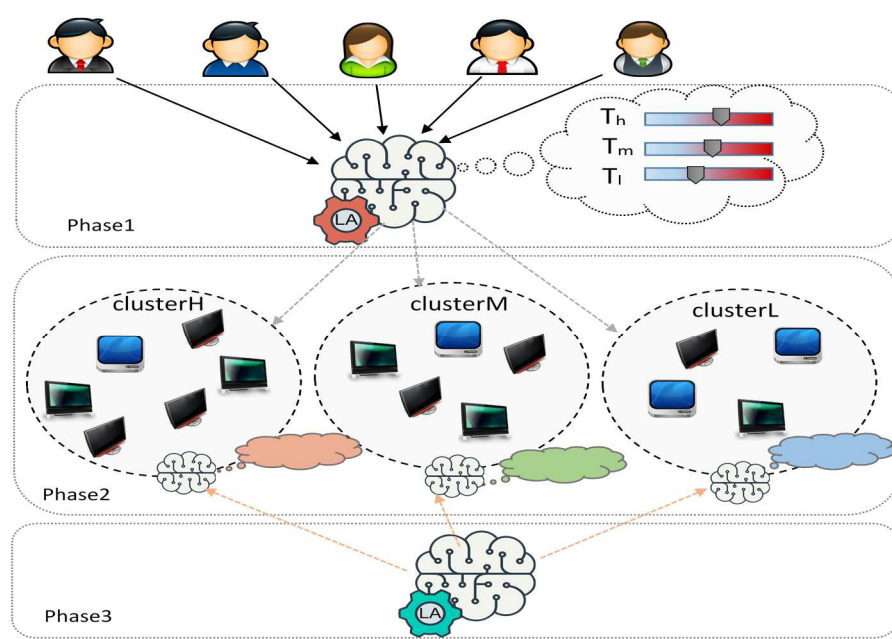 Th
Tm
Tl
LA
Phase1
clusterH
clusterM
clusterL
Phase2
LA
Phase3